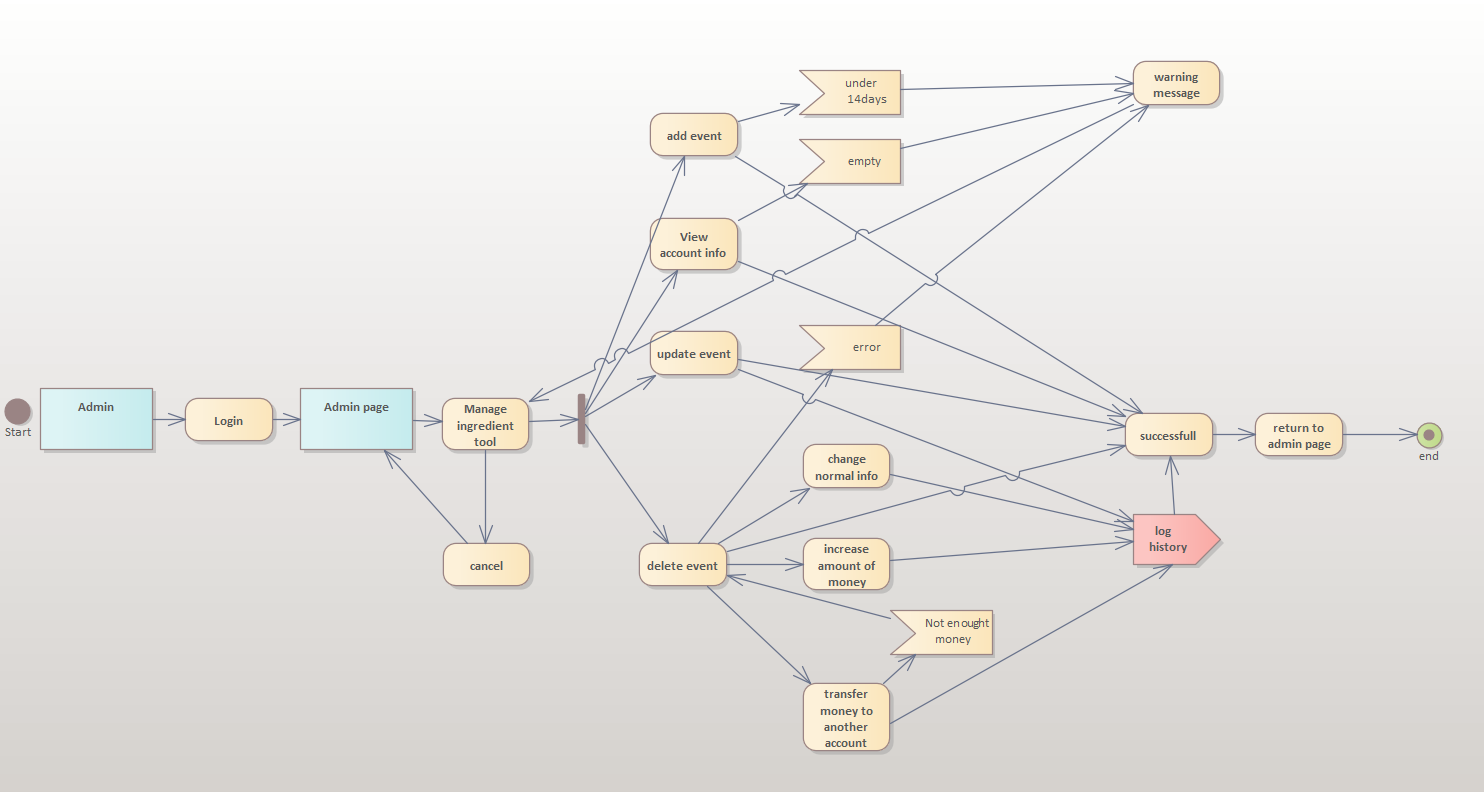 Start
Admin
Login
Admin page
Manage
ingredient
tool
cancel
add event
View
account info
update event
delete event
under
14days
empty
error
change
normal info
increase
amount of
money
Not enought
money
transfer
money to
another
account
warning
message
successfull
log
history
return to
admin page
end